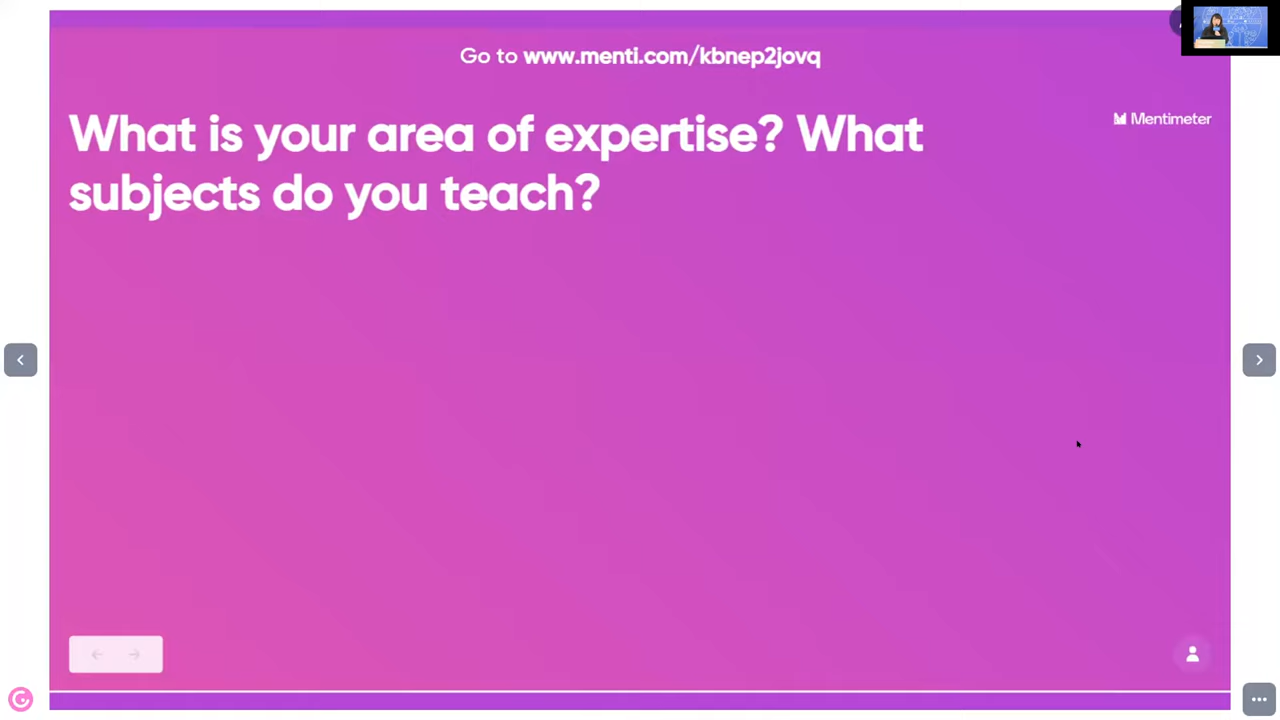 Go to www.menti.com/kbnep2jovq
What is your area of expertise? What
subjects do you teach?
Mentimeter